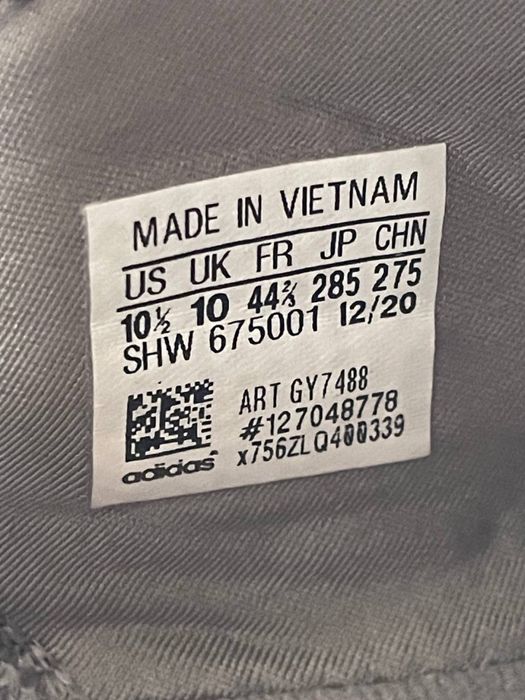 MADE IN VIETNAM
US UK FR JP CHN
10½ 10 44⅔ 285 275
SHW 675001 12/20
ART GY7488
#127048778
x756ZLQ400339
adidas